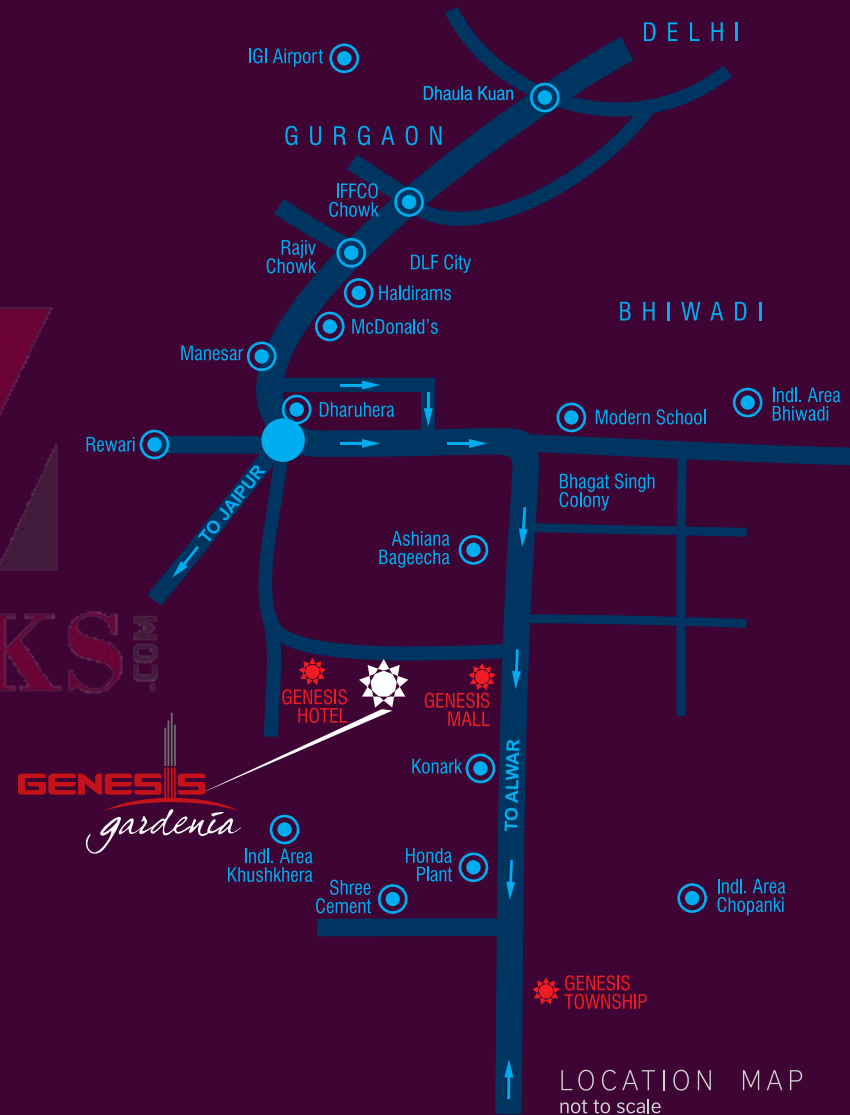 DELHI
IGI Airport
Dhaula Kuan
GURGAON
IFFCO
Chowk
Rajiv
Chowk
DLF City
Haldirams
BHIWADI
McDonald's
Manesar
Indl. Area
Bhiwadi
Dharuhera
Modern School
Rewari
TO JAIPUR
Bhagat Singh
Colony
Ashiana
Bageecha
KS
.COM
GENESIS
HOTEL
GENESIS
MALL
Konark
TO ALWAR
GENESIS
gardenia
Indl. Area
Khushkhera
Honda
Plant
Shree
Cement
Indl. Area
Chopanki
GENESIS
TOWNSHIP
LOCATION MAP
not to scale